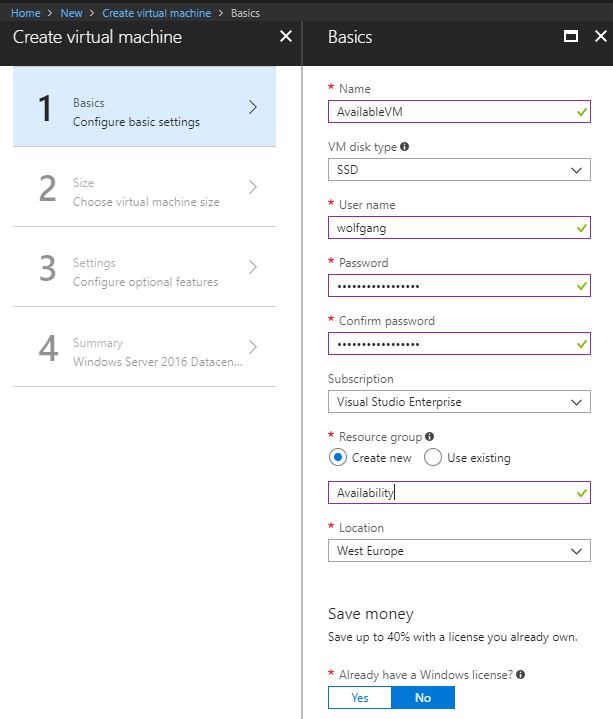 Home > New > Create virtual machine > Basics
Create virtual machine
1
Basics
Configure basic settings
2
Size
Choose virtual machine size
3
Settings
Configure optional features
4
Summary
Windows Server 2016 Datacen...
Basics
* Name
AvailableVM
VM disk type
SSD
* User name
wolfgang
* Password
•••••••••••••••••
* Confirm password
•••••••••••••••••
Subscription
Visual Studio Enterprise
* Resource group
Create new Use existing
Availability
* Location
West Europe
Save money
Save up to 40% with a license you already own.
* Already have a Windows license?
Yes No